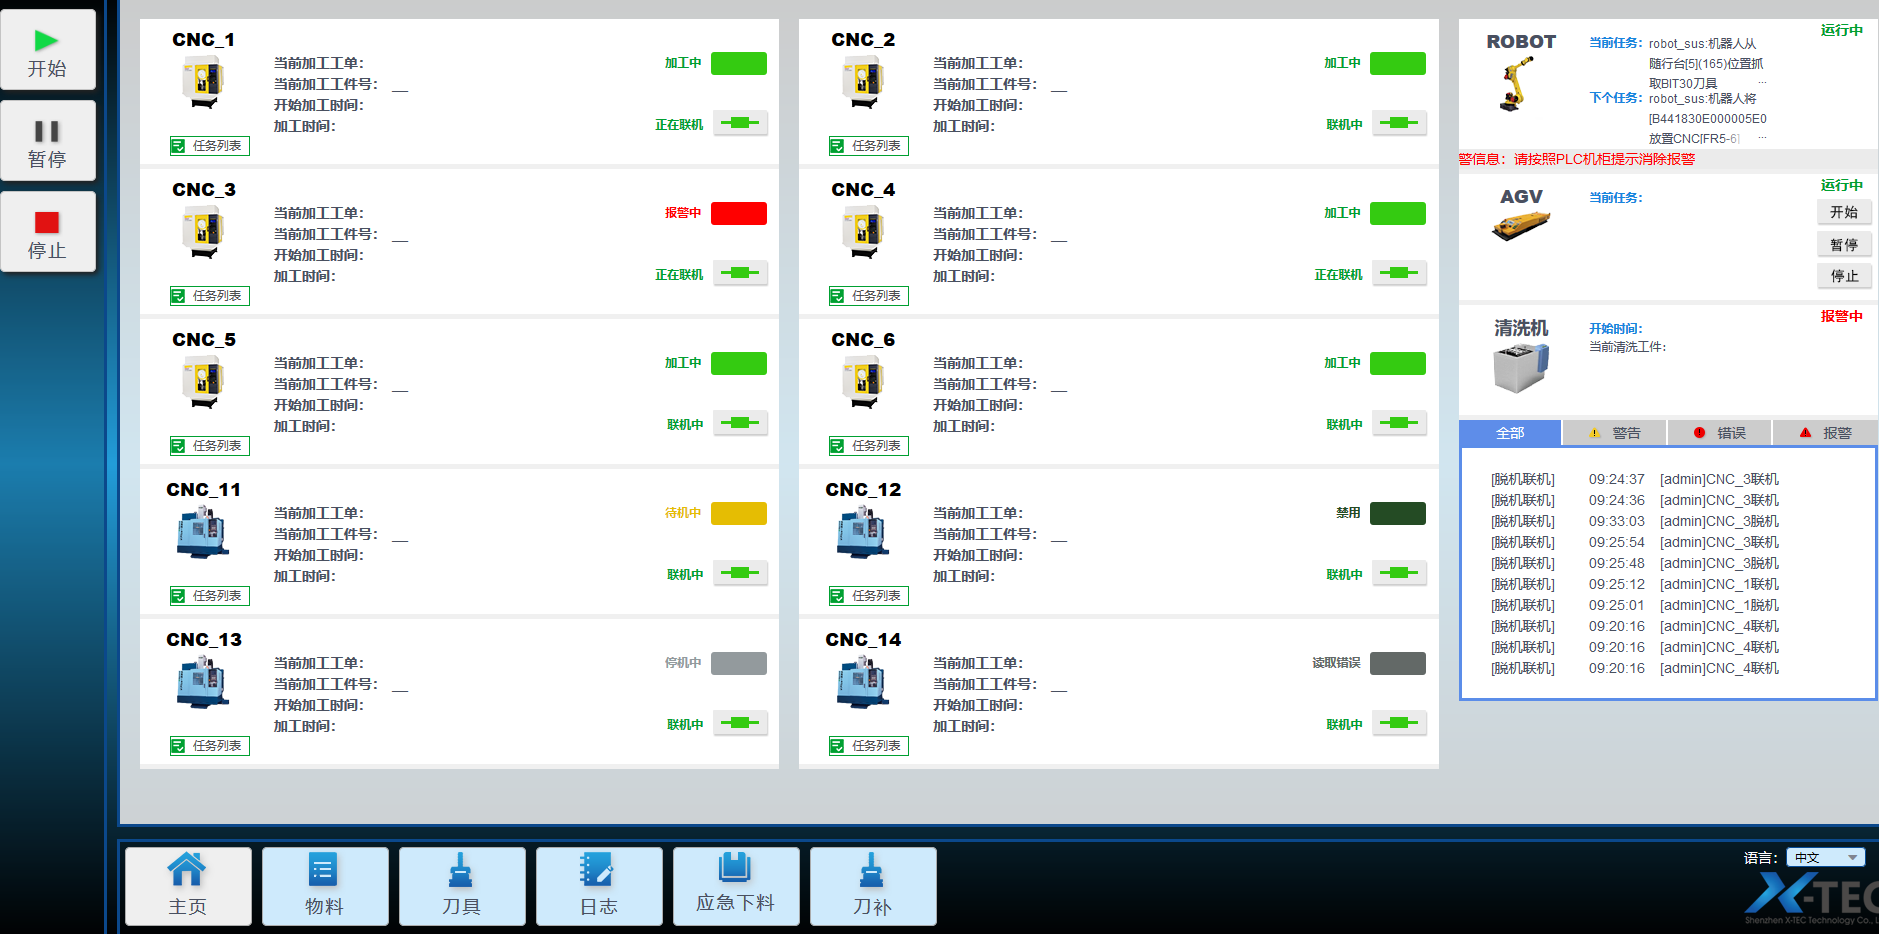 开始
暂停
停止
CNC_1
当前加工工单:
当前加工工件号: __
开始加工时间:
加工时间:
加工中
正在联机
任务列表
CNC_2
当前加工工单:
当前加工工件号: __
开始加工时间:
加工时间:
加工中
联机中
任务列表
CNC_3
当前加工工单:
当前加工工件号: __
开始加工时间:
加工时间:
报警中
正在联机
任务列表
CNC_4
当前加工工单:
当前加工工件号: __
开始加工时间:
加工时间:
加工中
正在联机
任务列表
CNC_5
当前加工工单:
当前加工工件号: __
开始加工时间:
加工时间:
加工中
联机中
任务列表
CNC_6
当前加工工单:
当前加工工件号: __
开始加工时间:
加工时间:
加工中
联机中
任务列表
CNC_11
当前加工工单:
当前加工工件号: __
开始加工时间:
加工时间:
待机中
联机中
任务列表
CNC_12
当前加工工单:
当前加工工件号: __
开始加工时间:
加工时间:
禁用
联机中
任务列表
CNC_13
当前加工工单:
当前加工工件号: __
开始加工时间:
加工时间:
停机中
联机中
任务列表
CNC_14
当前加工工单:
当前加工工件号: __
开始加工时间:
加工时间:
读取错误
联机中
任务列表
ROBOT
运行中
当前任务: robot_sus:机器人从
随行台[5](165)位置抓
取BIT30刀具 ...
下个任务: robot_sus:机器人将
[B441830E000005E0
放置CNC[FR5-6] ...
警信息: 请按照PLC机柜提示消除报警
AGV
当前任务:
运行中
开始
暂停
停止
清洗机
开始时间:
当前清洗工件:
报警中
全部 警告 错误 报警
[脱机联机] 09:24:37 [admin]CNC_3联机
[脱机联机] 09:24:36 [admin]CNC_3联机
[脱机联机] 09:33:03 [admin]CNC_3脱机
[脱机联机] 09:25:54 [admin]CNC_3联机
[脱机联机] 09:25:48 [admin]CNC_3脱机
[脱机联机] 09:25:12 [admin]CNC_1联机
[脱机联机] 09:25:01 [admin]CNC_1脱机
[脱机联机] 09:20:16 [admin]CNC_4联机
[脱机联机] 09:20:16 [admin]CNC_4联机
[脱机联机] 09:20:16 [admin]CNC_4联机
主页
物料
刀具
日志
应急下料
刀补
语言: 中文
X-TEC
Shenzhen X-TEC Technology Co., L